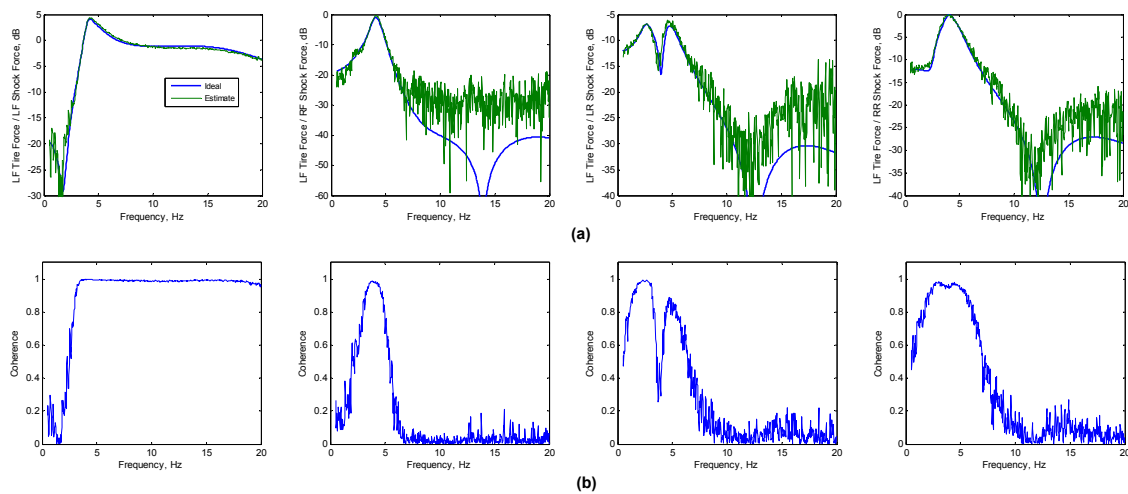 LF Tire Force / LF Shock Force, dB
5
0
-5
-10
-15
-20
-25
-30
0 5 10 15 20
Frequency, Hz
Ideal
Estimate
LF Tire Force / RF Shock Force, dB
0
-10
-20
-30
-40
-50
-60
0 5 10 15 20
Frequency, Hz
LF Tire Force / LR Shock Force, dB
-5
-10
-15
-20
-25
-30
-35
-40
0 5 10 15 20
Frequency, Hz
LF Tire Force / RR Shock Force, dB
0
-5
-10
-15
-20
-25
-30
-35
-40
0 5 10 15 20
Frequency, Hz
(a)
Coherence
1
0.8
0.6
0.4
0.2
0
0 5 10 15 20
Frequency, Hz
Coherence
1
0.8
0.6
0.4
0.2
0
0 5 10 15 20
Frequency, Hz
Coherence
1
0.8
0.6
0.4
0.2
0
0 5 10 15 20
Frequency, Hz
Coherence
1
0.8
0.6
0.4
0.2
0
0 5 10 15 20
Frequency, Hz
(b)